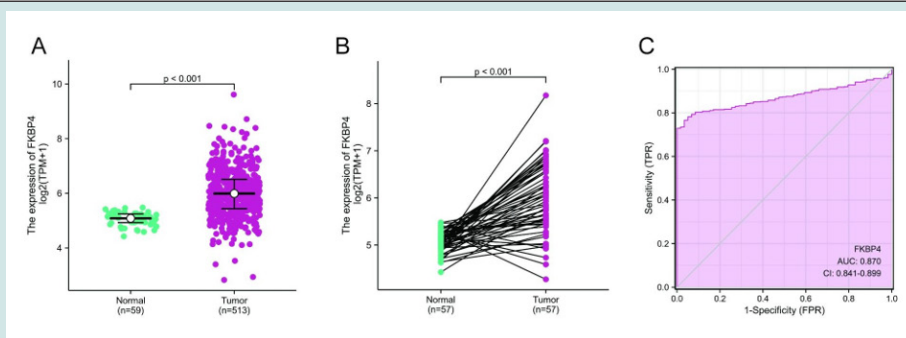 A
The expression of FKBP4
log2(TPM+1)
10
8
6
4
p < 0.001
Normal
(n=59)
Tumor
(n=513)
B
The expression of FKBP4
log2(TPM+1)
8
7
6
5
p < 0.001
Normal
(n=57)
Tumor
(n=57)
C
Sensitivity (TPR)
1.0
0.8
0.6
0.4
0.2
0.0
FKBP4
AUC: 0.870
CI: 0.841-0.899
0.0 0.2 0.4 0.6 0.8 1.0
1-Specificity (FPR)